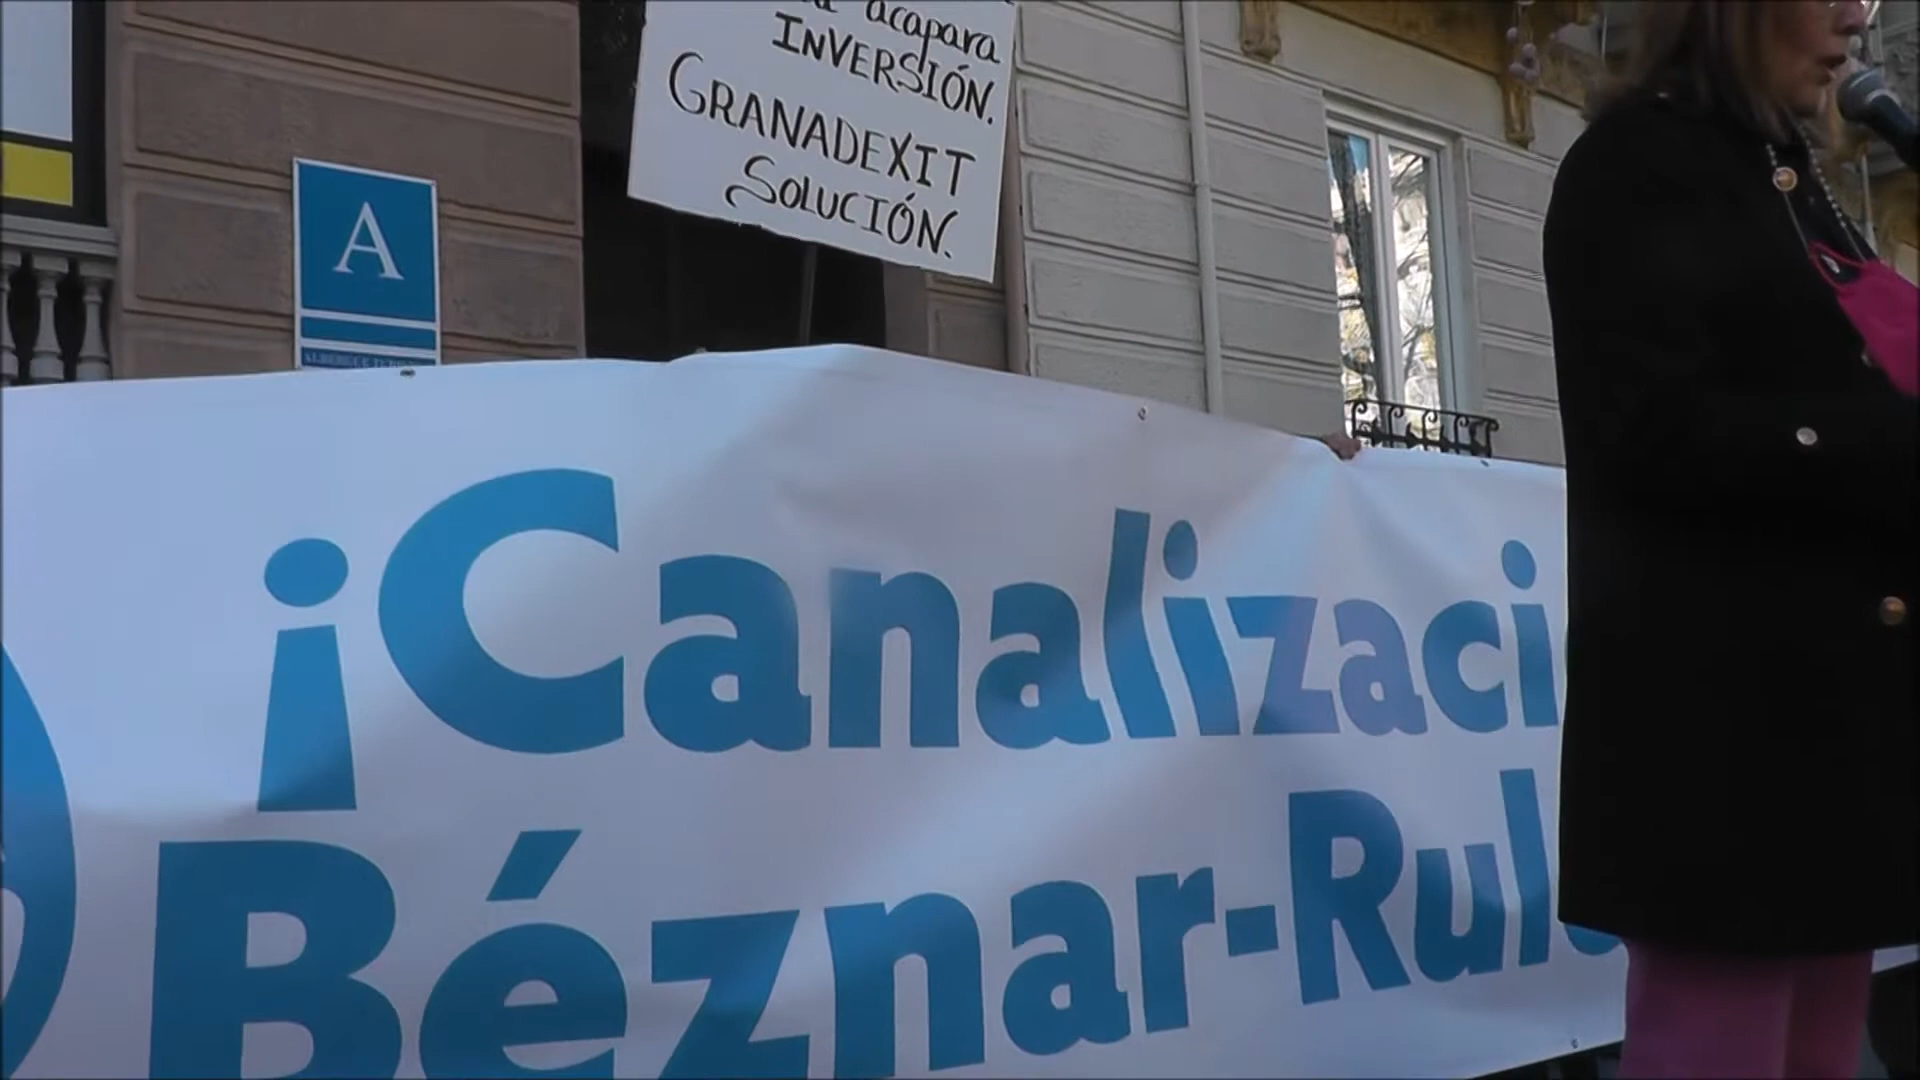 acapara
INVERSIÓN.
GRANADEXIT
SOLUCIÓN.
A
¡Canalizaci
Béznar-Rul